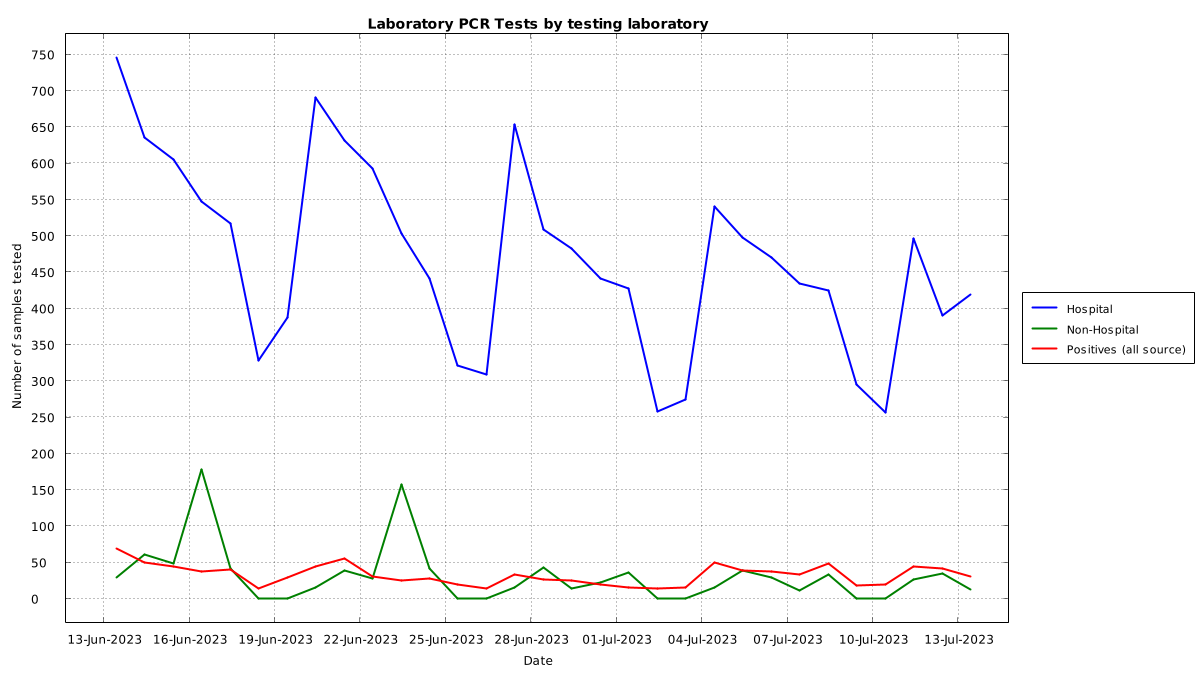 Laboratory PCR Tests by testing laboratory
Number of samples tested
750
700
650
600
550
500
450
400
350
300
250
200
150
100
50
0
13-Jun-2023 16-Jun-2023 19-Jun-2023 22-Jun-2023 25-Jun-2023 28-Jun-2023 01-Jul-2023 04-Jul-2023 07-Jul-2023 10-Jul-2023 13-Jul-2023
Date
Hospital
Non-Hospital
Positives (all source)